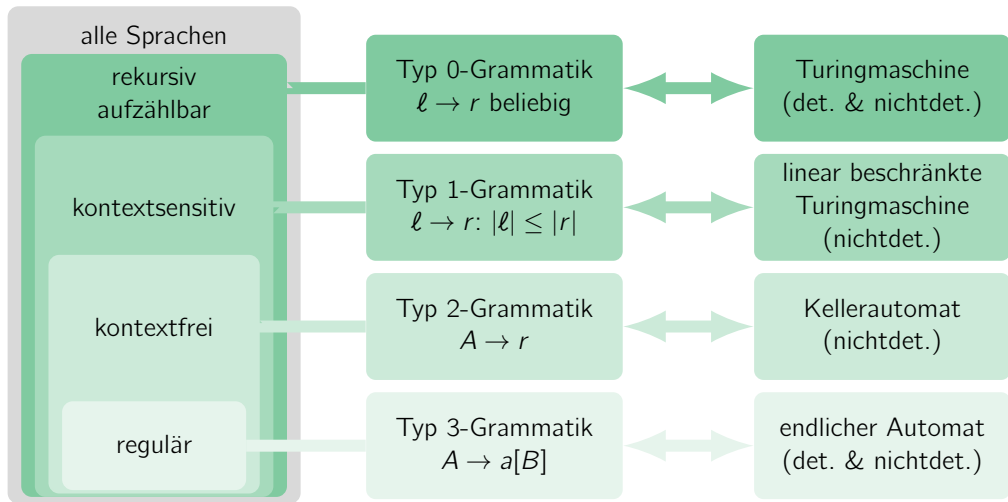 alle Sprachen
rekursiv
aufzählbar
kontextsensitiv
kontextfrei
regulär
Typ 0-Grammatik
ℓ → r beliebig
Turingmaschine
(det. & nichtdet.)
Typ 1-Grammatik
ℓ → r: |ℓ| ≤ |r|
linear beschränkte
Turingmaschine
(nichtdet.)
Typ 2-Grammatik
A → r
Kellerautomat
(nichtdet.)
Typ 3-Grammatik
A → a[B]
endlicher Automat
(det. & nichtdet.)